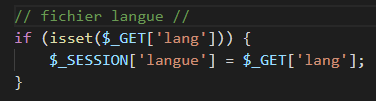 // fichier langue //
if (isset($_GET['lang'])) {
    $_SESSION['langue'] = $_GET['lang'];
}